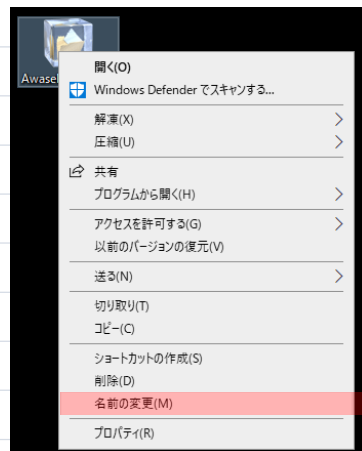 Awasel
開く(O)
Windows Defender でスキャンする...
解凍(X)
圧縮(U)
共有
プログラムから開く(H)
アクセスを許可する(G)
以前のバージョンの復元(V)
送る(N)
切り取り(T)
コピー(C)
ショートカットの作成(S)
削除(D)
名前の変更(M)
プロパティ(R)